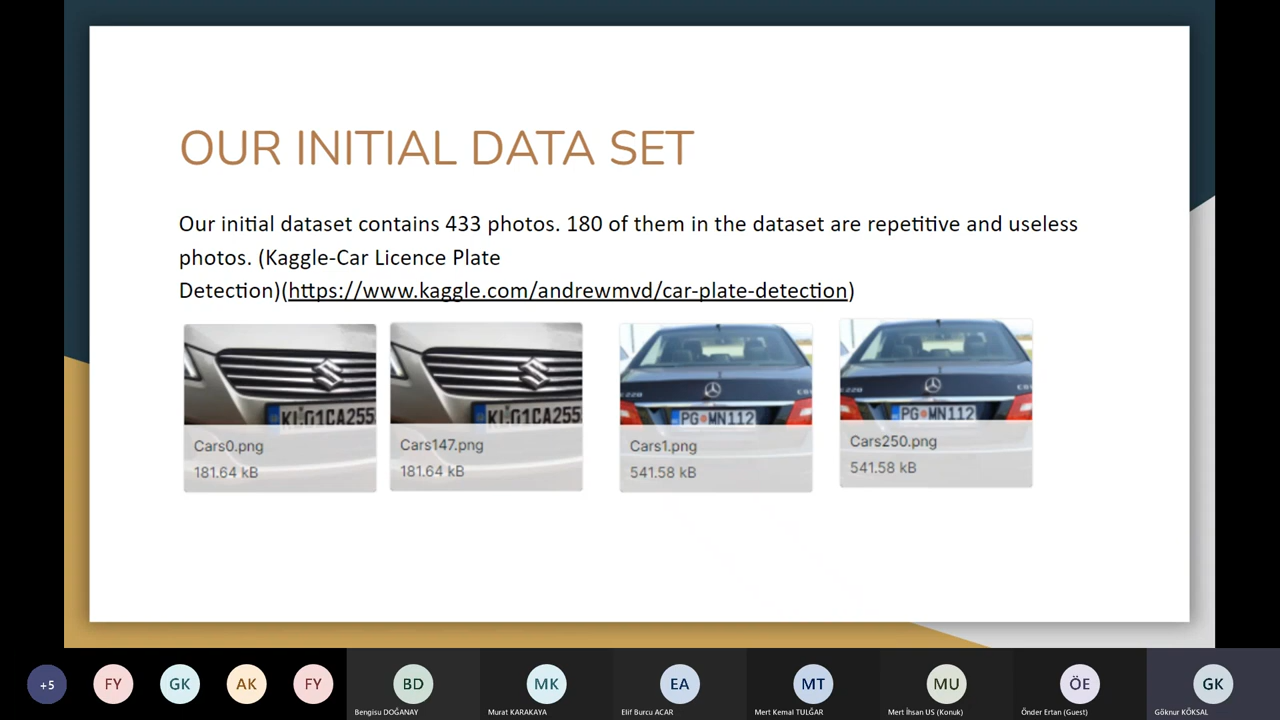 OUR INITIAL DATA SET
Our initial dataset contains 433 photos. 180 of them in the dataset are repetitive and useless
photos. (Kaggle-Car Licence Plate
Detection)(https://www.kaggle.com/andrewmvd/car-plate-detection)
KL01CA255
KL01CA255
PG MN112
PG MN112
Cars0.png
181.64 kB
Cars147.png
181.64 kB
Cars1.png
541.58 kB
Cars250.png
541.58 kB
+5
FY
GK
AK
FY
BD
Bengisu DOĞANAY
MK
Murat KARAKAYA
EA
Elif Burcu ACAR
MT
Mert Kemal TULĞAR
MU
Mert İhsan US (Konuk)
ÖE
Önder Ertan (Guest)
GK
Göknur KÖKSAL